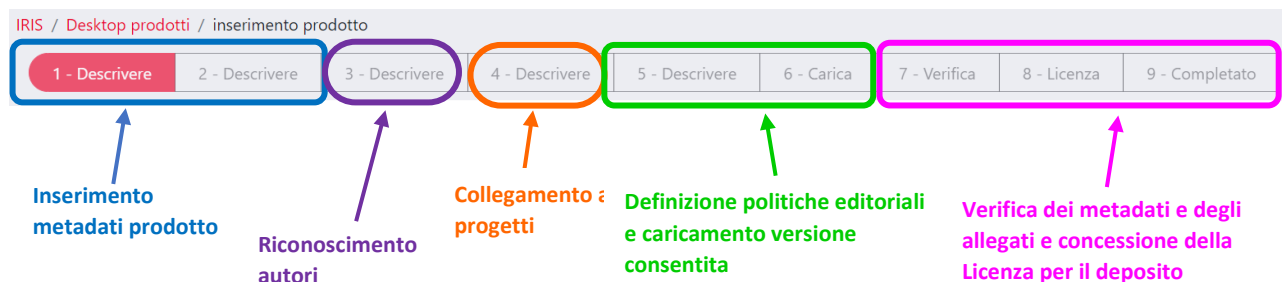 IRIS / Desktop prodotti / inserimento prodotto
1 - Descrivere 2 - Descrivere 3 - Descrivere 4 - Descrivere 5 - Descrivere 6 - Carica 7 - Verifica 8 - Licenza 9 - Completato
Inserimento
metadati prodotto
Riconoscimento
autori
Collegamento a
progetti
Definizione politiche editoriali
e caricamento versione
consentita
Verifica dei metadati e degli
allegati e concessione della
Licenza per il deposito